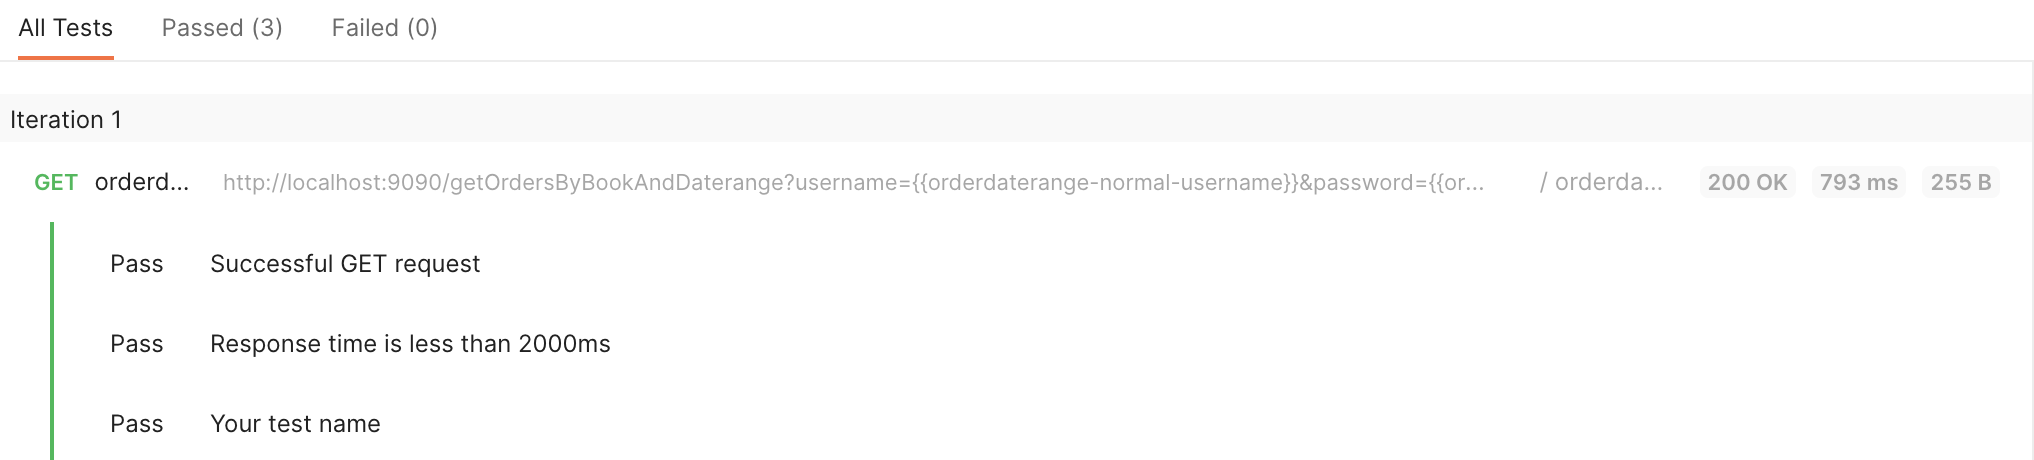 All Tests Passed (3) Failed (0)
Iteration 1
GET orderd... http://localhost:9090/getOrdersByBookAndDaterange?username={{orderdaterange-normal-username}}&password={{or... / orderda... 200 OK 793 ms 255 B
Pass Successful GET request
Pass Response time is less than 2000ms
Pass Your test name